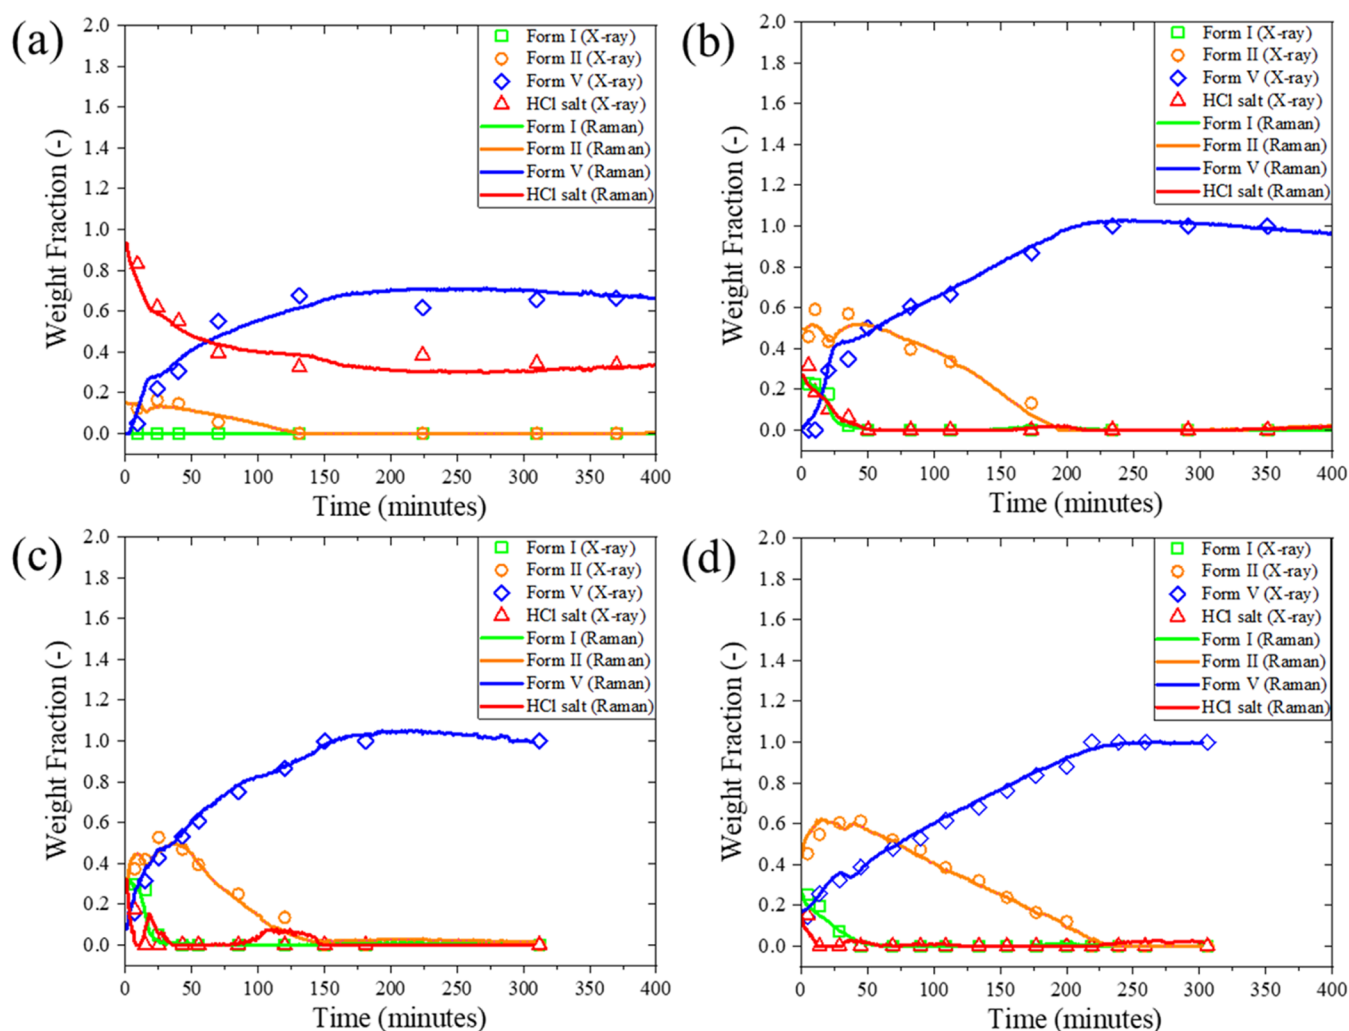 (a)
2.0
1.8
1.6
1.4
1.2
1.0
0.8
0.6
0.4
0.2
0.0
Weight Fraction (-)
Form I (X-ray)
Form II (X-ray)
Form V (X-ray)
HCl salt (X-ray)
Form I (Raman)
Form II (Raman)
Form V (Raman)
HCl salt (Raman)
0 50 100 150 200 250 300 350 400
Time (minutes)
(b)
2.0
1.8
1.6
1.4
1.2
1.0
0.8
0.6
0.4
0.2
0.0
Weight Fraction (-)
Form I (X-ray)
Form II (X-ray)
Form V (X-ray)
HCl salt (X-ray)
Form I (Raman)
Form II (Raman)
Form V (Raman)
HCl salt (Raman)
0 50 100 150 200 250 300 350 400
Time (minutes)
(c)
2.0
1.8
1.6
1.4
1.2
1.0
0.8
0.6
0.4
0.2
0.0
Weight Fraction (-)
Form I (X-ray)
Form II (X-ray)
Form V (X-ray)
HCl salt (X-ray)
Form I (Raman)
Form II (Raman)
Form V (Raman)
HCl salt (Raman)
0 50 100 150 200 250 300 350 400
Time (minutes)
(d)
2.0
1.8
1.6
1.4
1.2
1.0
0.8
0.6
0.4
0.2
0.0
Weight Fraction (-)
Form I (X-ray)
Form II (X-ray)
Form V (X-ray)
HCl salt (X-ray)
Form I (Raman)
Form II (Raman)
Form V (Raman)
HCl salt (Raman)
0 50 100 150 200 250 300 350 400
Time (minutes)